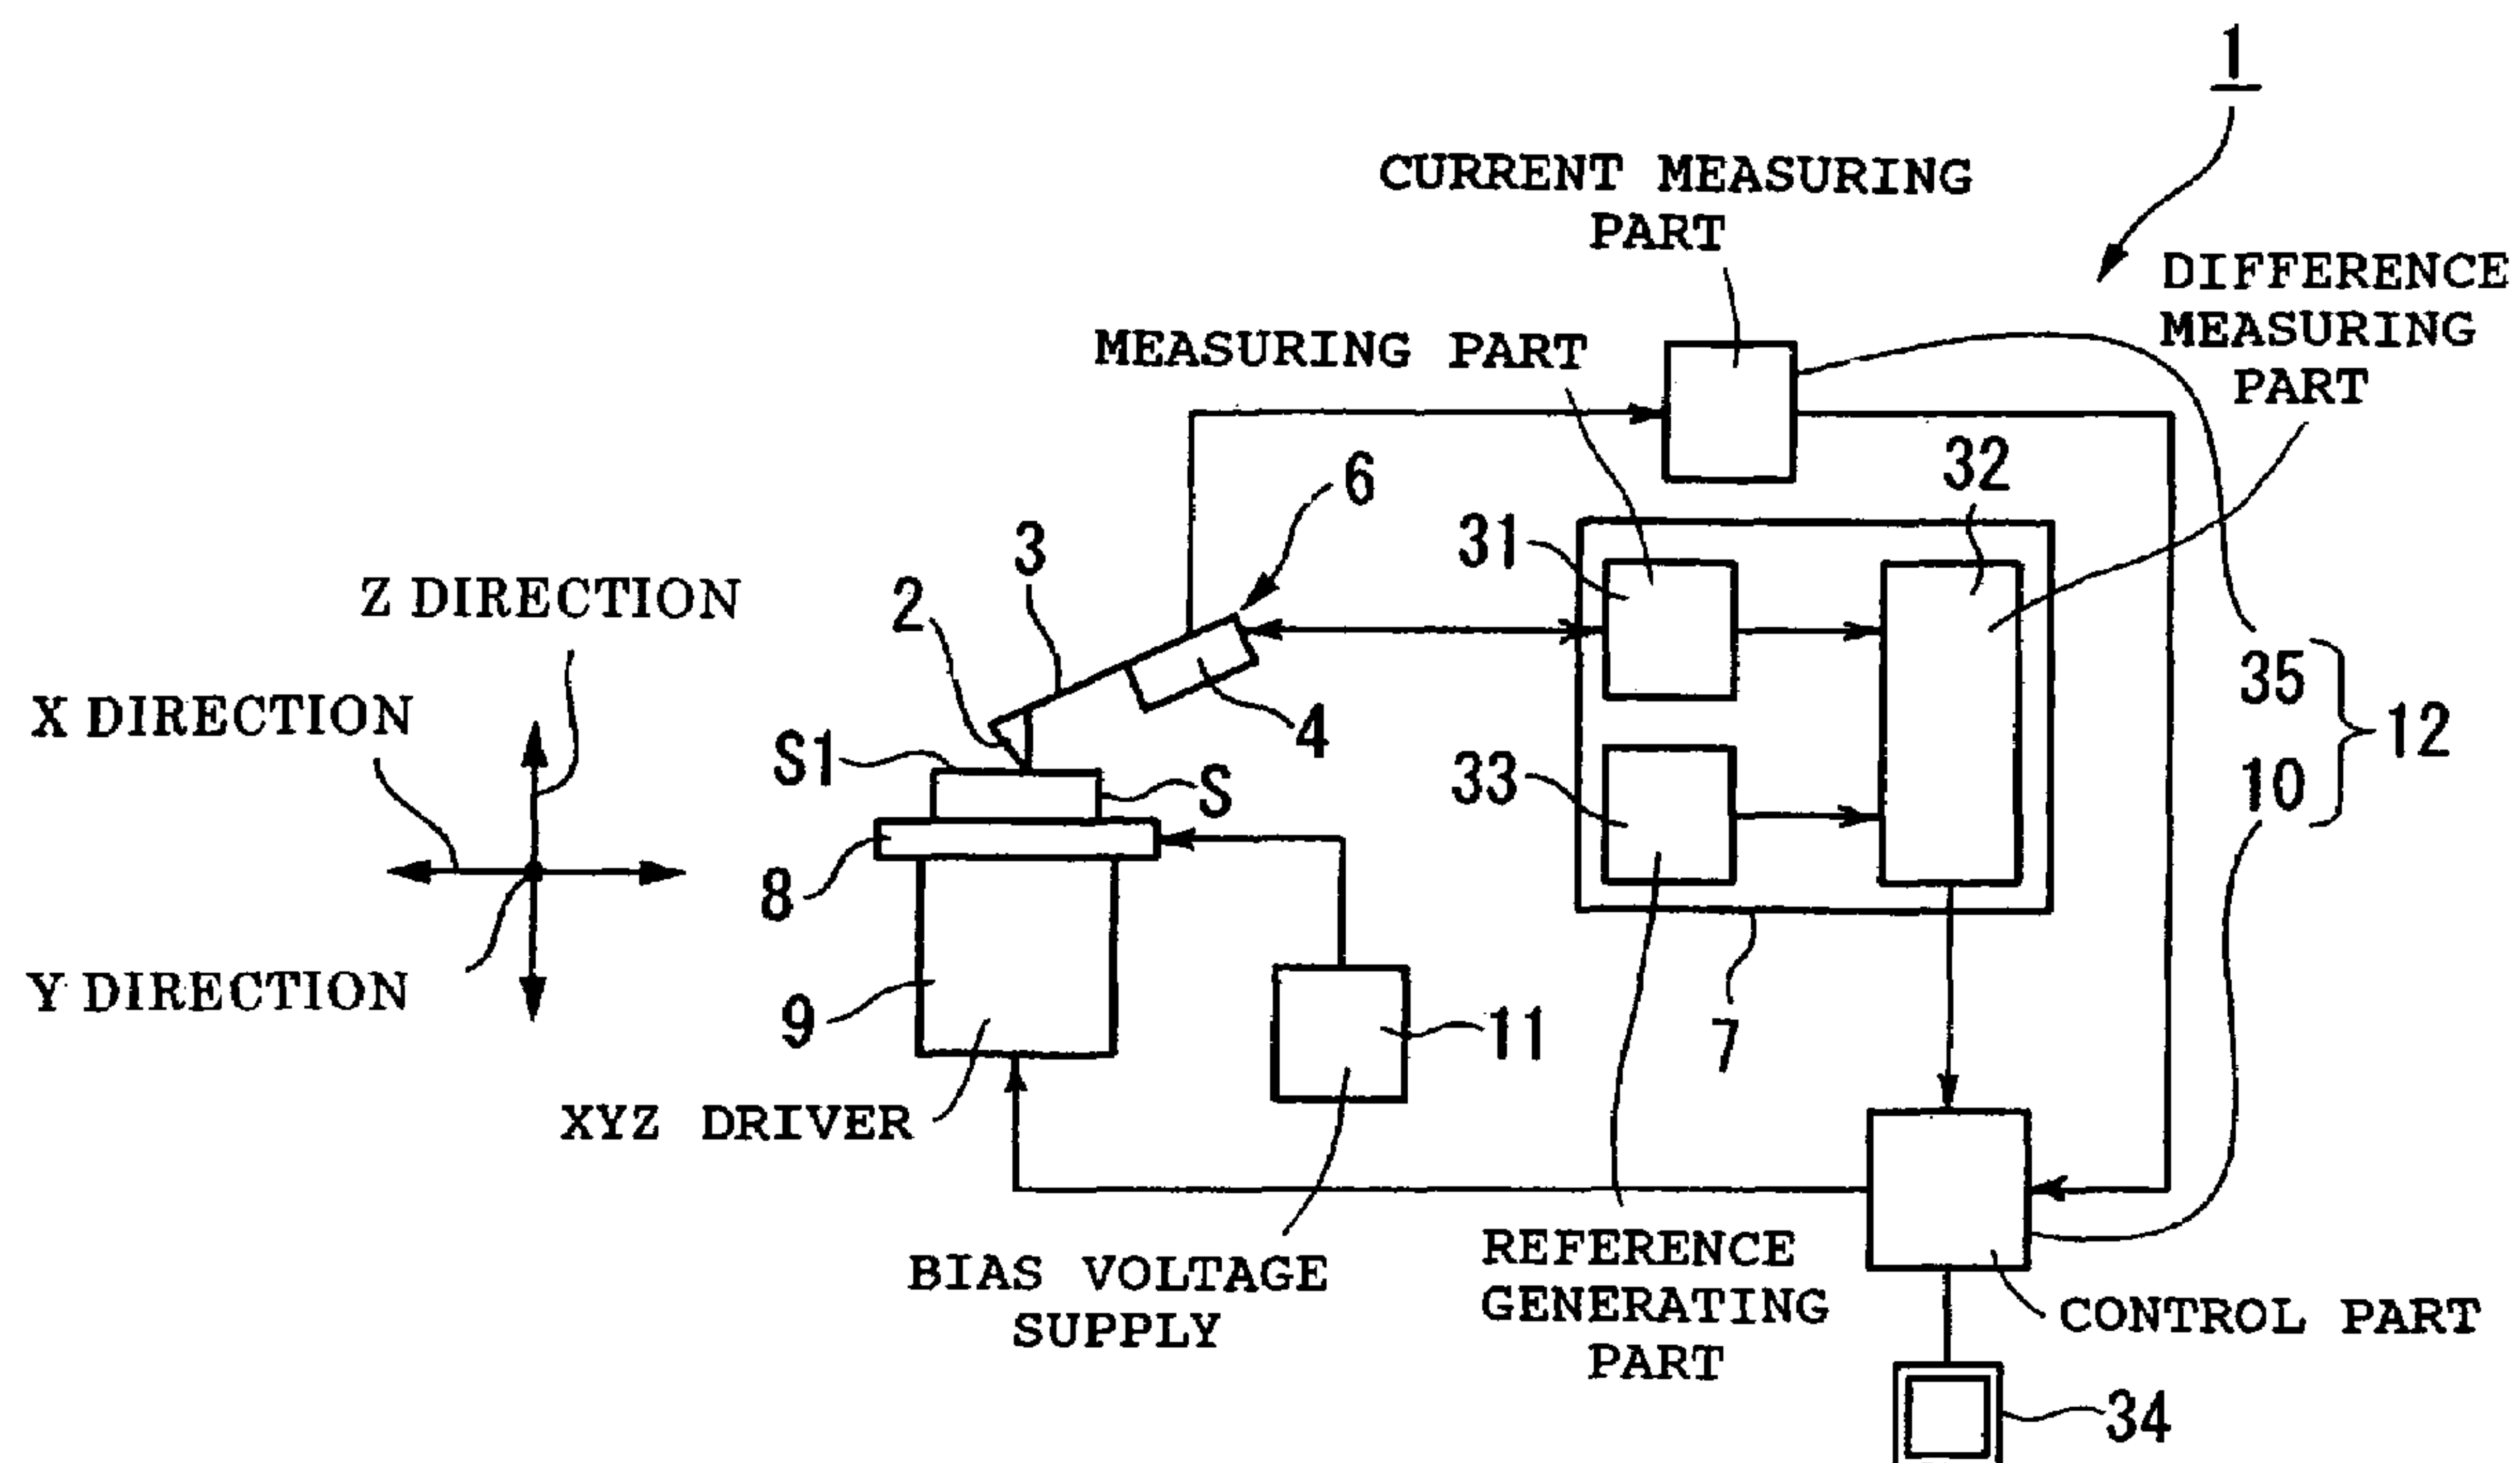 1
CURRENT MEASURING
PART
DIFFERENCE
MEASURING
PART
MEASURING PART
32
6
31
3
2
Z DIRECTION
35
X DIRECTION
12
4
S1
33
S
10
8
Y DIRECTION
9
11
7
XYZ DRIVER
REFERENCE
GENERATING
PART
BIAS VOLTAGE
SUPPLY
CONTROL PART
34